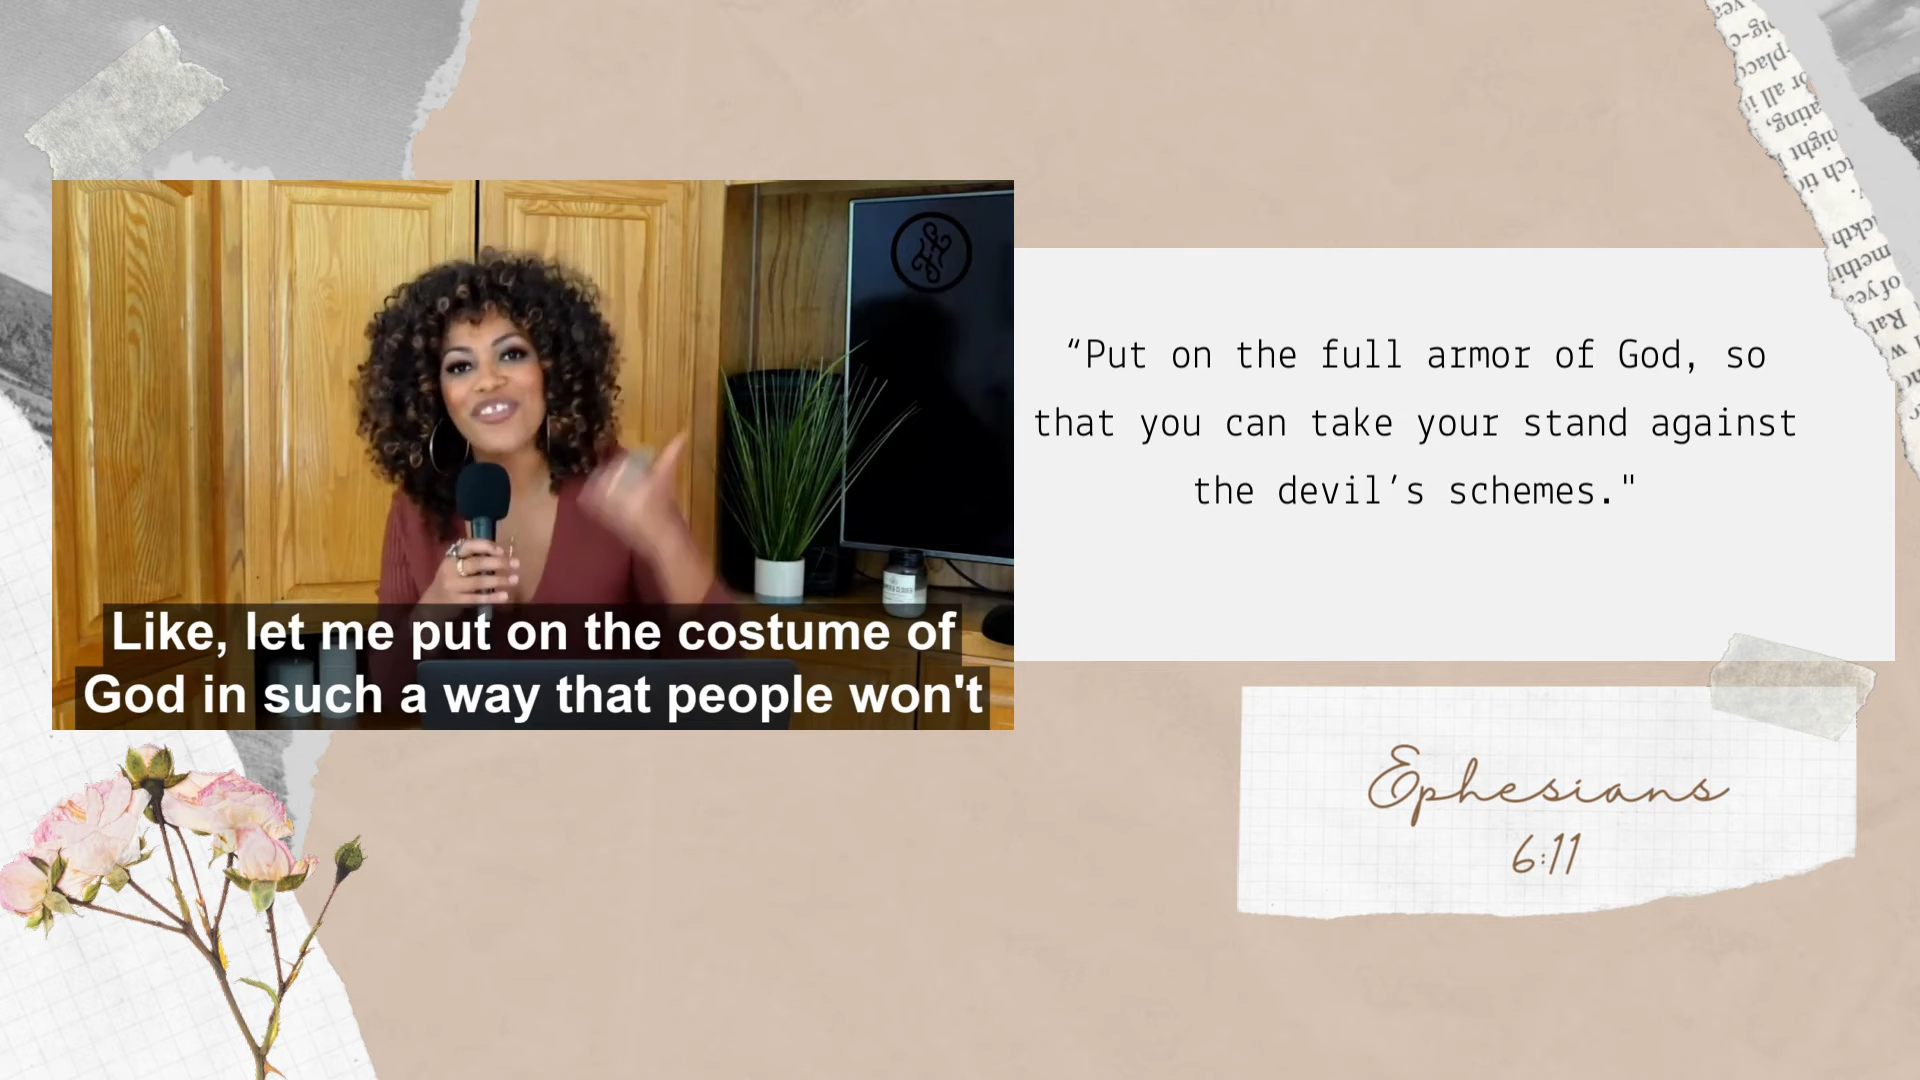 “Put on the full armor of God, so
that you can take your stand against
the devil’s schemes."
Like, let me put on the costume of
God in such a way that people won't
Ephesians
6:11